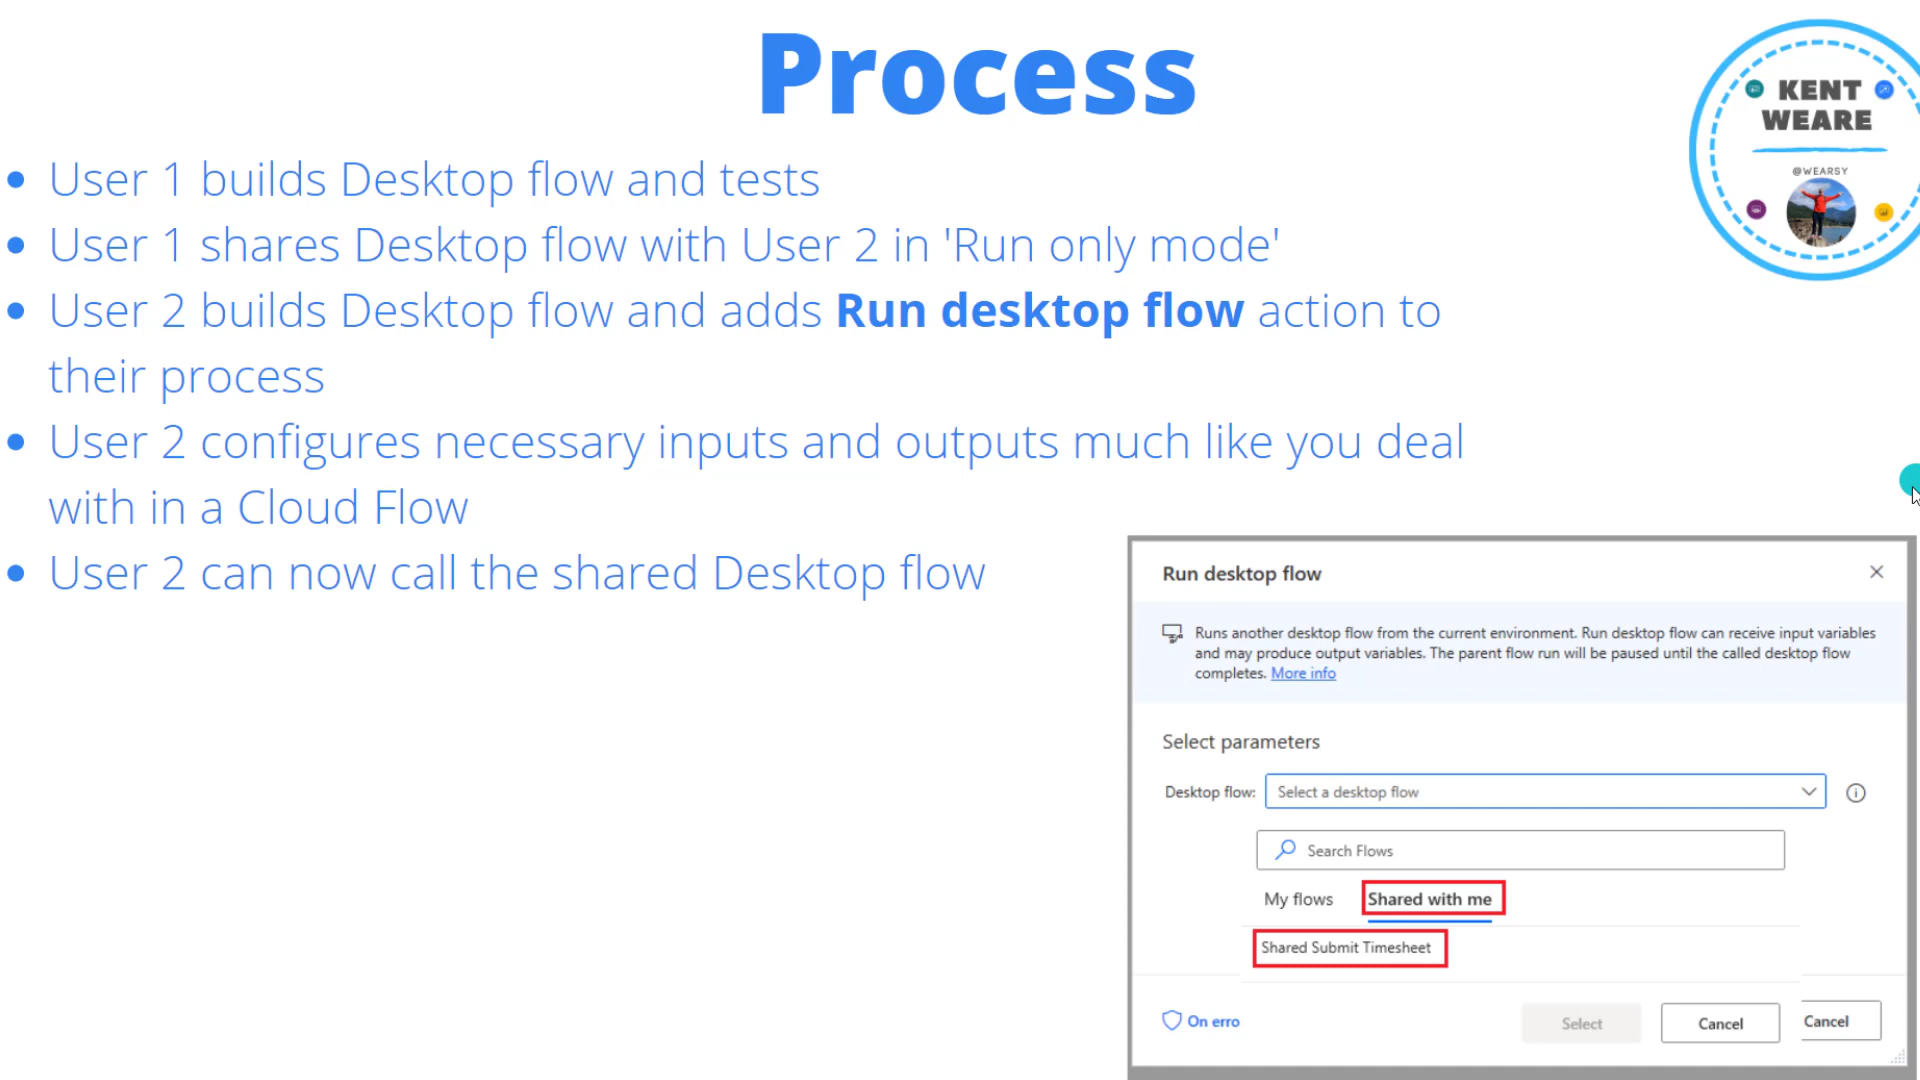 Process
KENT
WEARE
@WEARSY
User 1 builds Desktop flow and tests
User 1 shares Desktop flow with User 2 in 'Run only mode'
User 2 builds Desktop flow and adds Run desktop flow action to
their process
User 2 configures necessary inputs and outputs much like you deal
with in a Cloud Flow
User 2 can now call the shared Desktop flow
Run desktop flow
Runs another desktop flow from the current environment. Run desktop flow can receive input variables
and may produce output variables. The parent flow run will be paused until the called desktop flow
completes. More info
Select parameters
Desktop flow: Select a desktop flow
Search Flows
My flows Shared with me
Shared Submit Timesheet
On erro Select Cancel Cancel